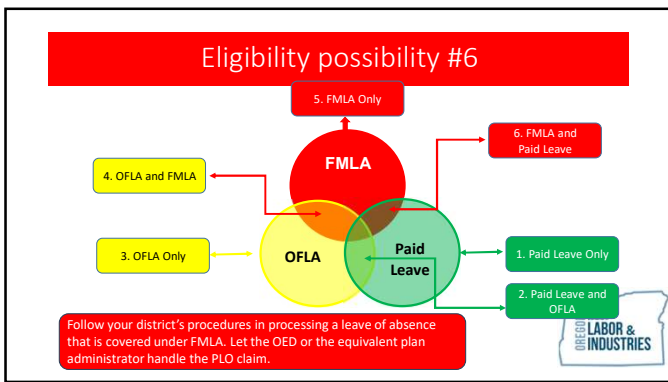 Eligibility possibility #6
5. FMLA Only
6. FMLA and
Paid Leave
FMLA
4. OFLA and FMLA
3. OFLA Only
OFLA
Paid
Leave
1. Paid Leave Only
2. Paid Leave and
OFLA
Follow your district's procedures in processing a leave of absence
that is covered under FMLA. Let the OED or the equivalent plan
administrator handle the PLO claim.
OREGON
LABOR &
INDUSTRIES